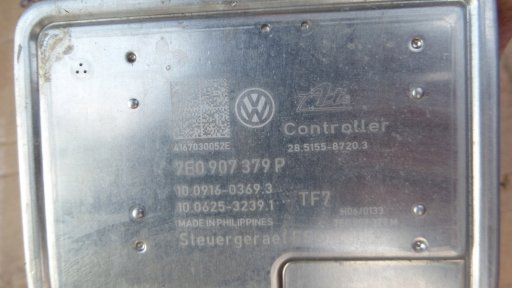 4167030052E
Controller
28.5155-8720.3
7E0 907 379 P
10.0916-0369.3
10.0625-3239.1
TF7
MADE IN PHILIPPINES
Steuergeraet